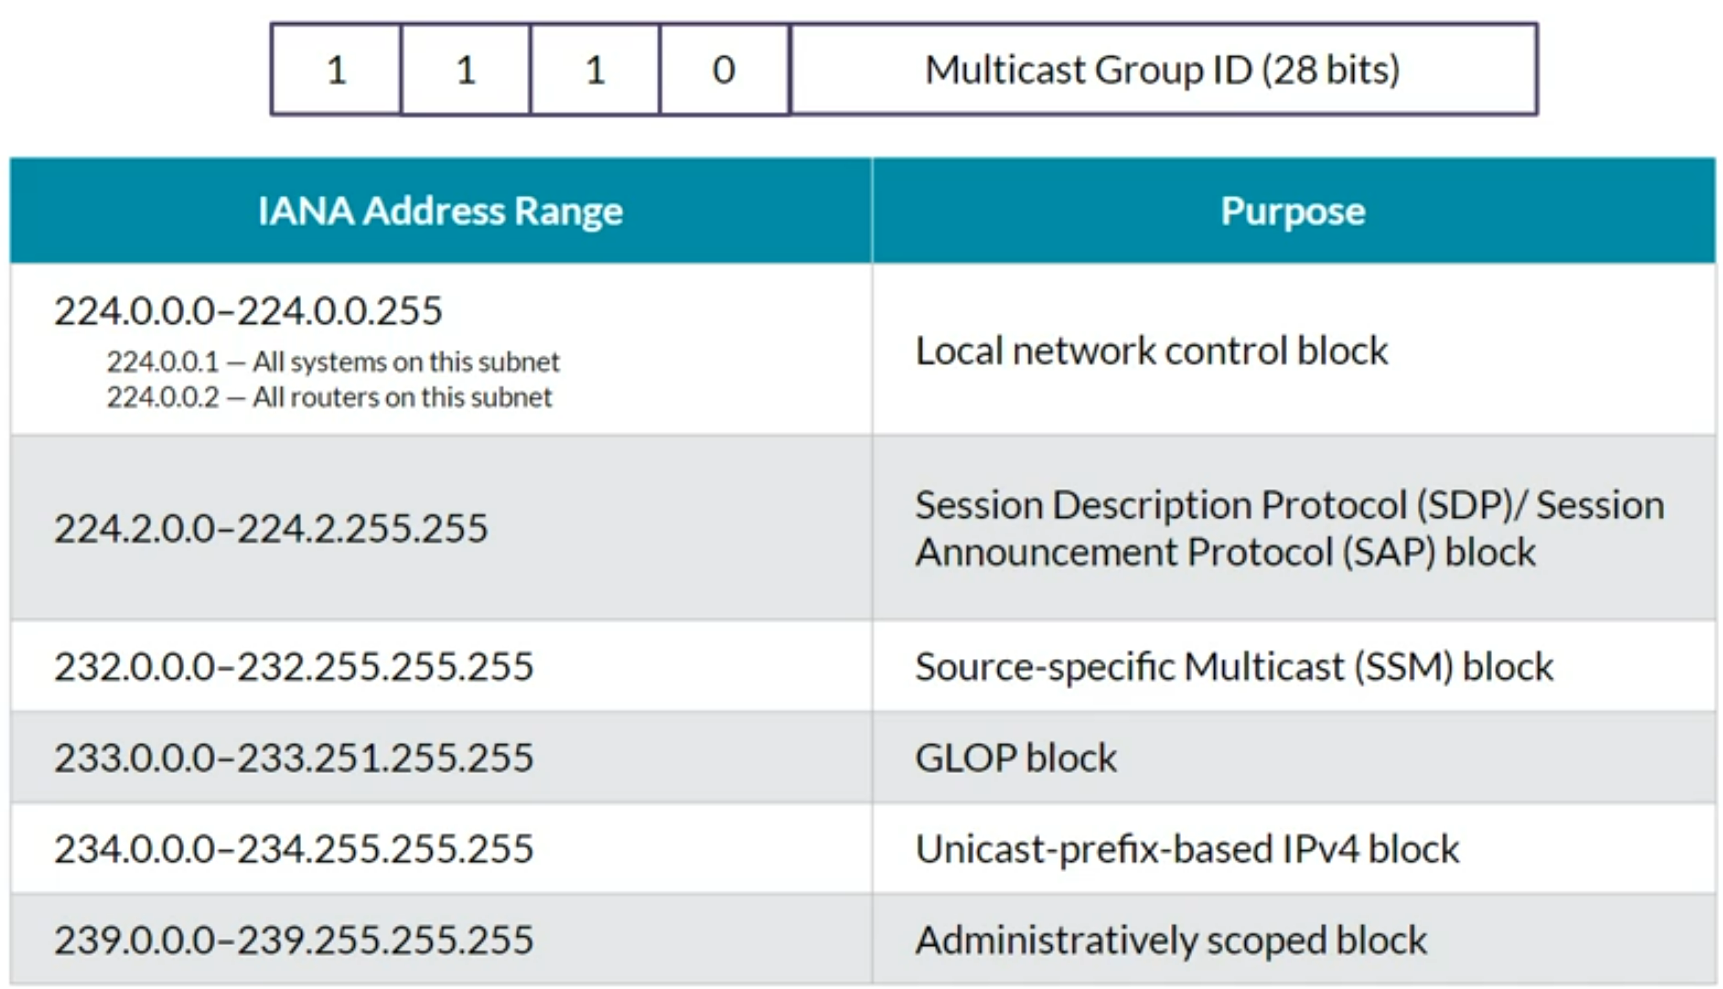 1 1 1 0 Multicast Group ID (28 bits)
IANA Address Range Purpose
224.0.0.0–224.0.0.255
224.0.0.1 — All systems on this subnet
224.0.0.2 — All routers on this subnet
Local network control block
224.2.0.0–224.2.255.255
Session Description Protocol (SDP)/ Session
Announcement Protocol (SAP) block
232.0.0.0–232.255.255.255 Source-specific Multicast (SSM) block
233.0.0.0–233.251.255.255 GLOP block
234.0.0.0–234.255.255.255 Unicast-prefix-based IPv4 block
239.0.0.0–239.255.255.255 Administratively scoped block